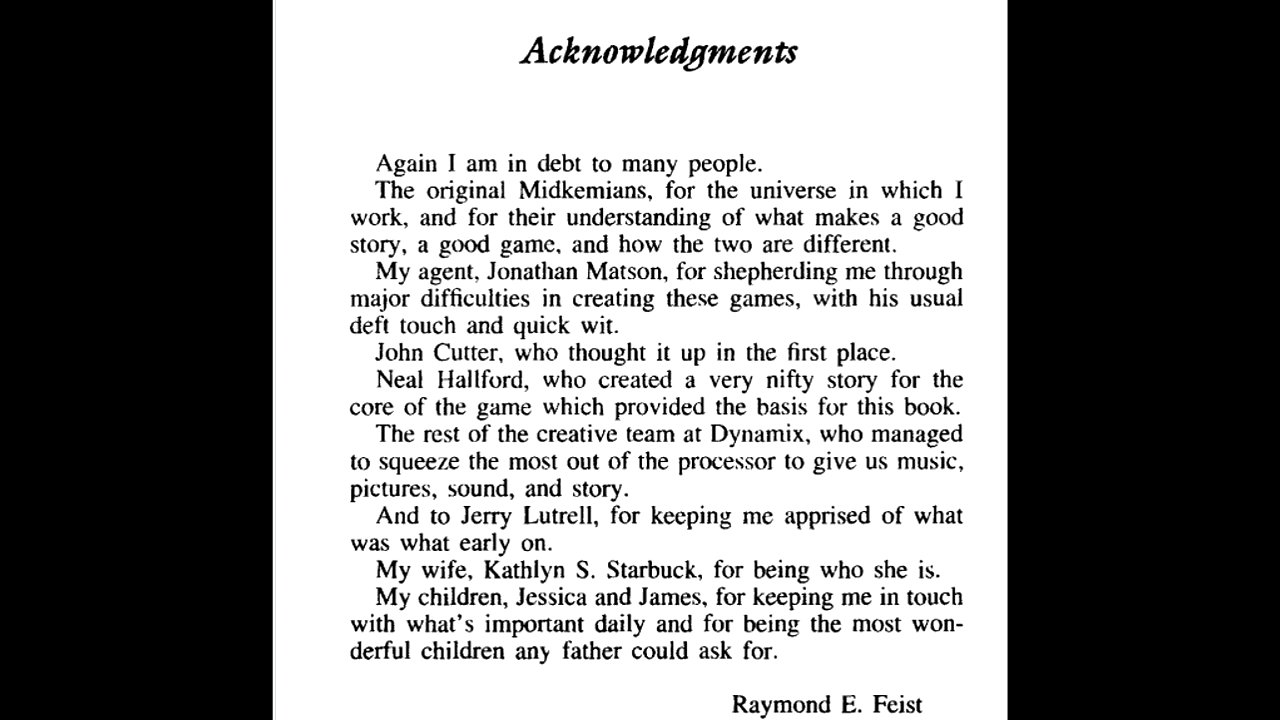 Acknowledgments
Again I am in debt to many people.
The original Midkemians, for the universe in which I
work, and for their understanding of what makes a good
story, a good game, and how the two are different.
My agent, Jonathan Matson, for shepherding me through
major difficulties in creating these games, with his usual
deft touch and quick wit.
John Cutter, who thought it up in the first place.
Neal Hallford, who created a very nifty story for the
core of the game which provided the basis for this book.
The rest of the creative team at Dynamix, who managed
to squeeze the most out of the processor to give us music,
pictures, sound, and story.
And to Jerry Lutrell, for keeping me apprised of what
was what early on.
My wife, Kathlyn S. Starbuck, for being who she is.
My children, Jessica and James, for keeping me in touch
with what's important daily and for being the most won-
derful children any father could ask for.
Raymond E. Feist